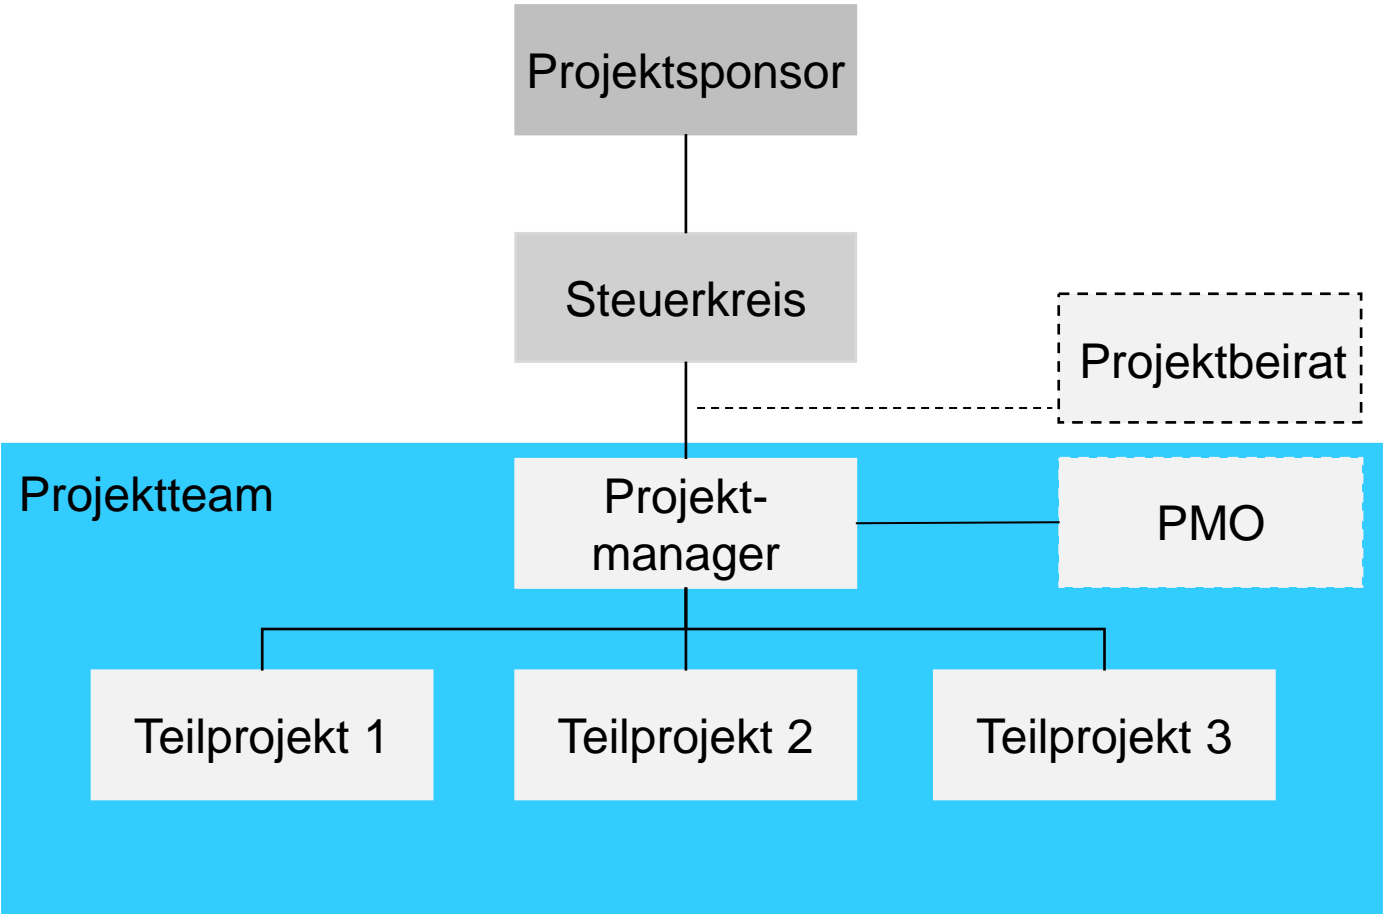 Projektsponsor
Steuerkreis
Projektbeirat
Projektteam
Projekt-
manager
PMO
Teilprojekt 1
Teilprojekt 2
Teilprojekt 3